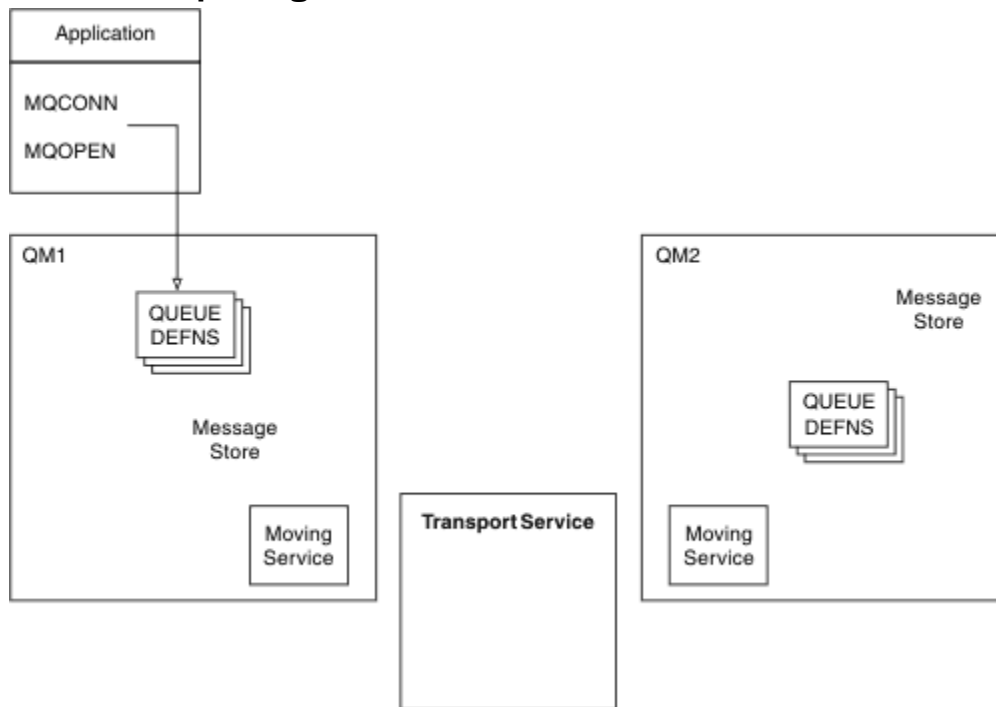 Application
MQCONN
MQOPEN
QM1
QUEUE
DEFNS
Message
Store
Moving
Service
Transport Service
QM2
Message
Store
QUEUE
DEFNS
Moving
Service